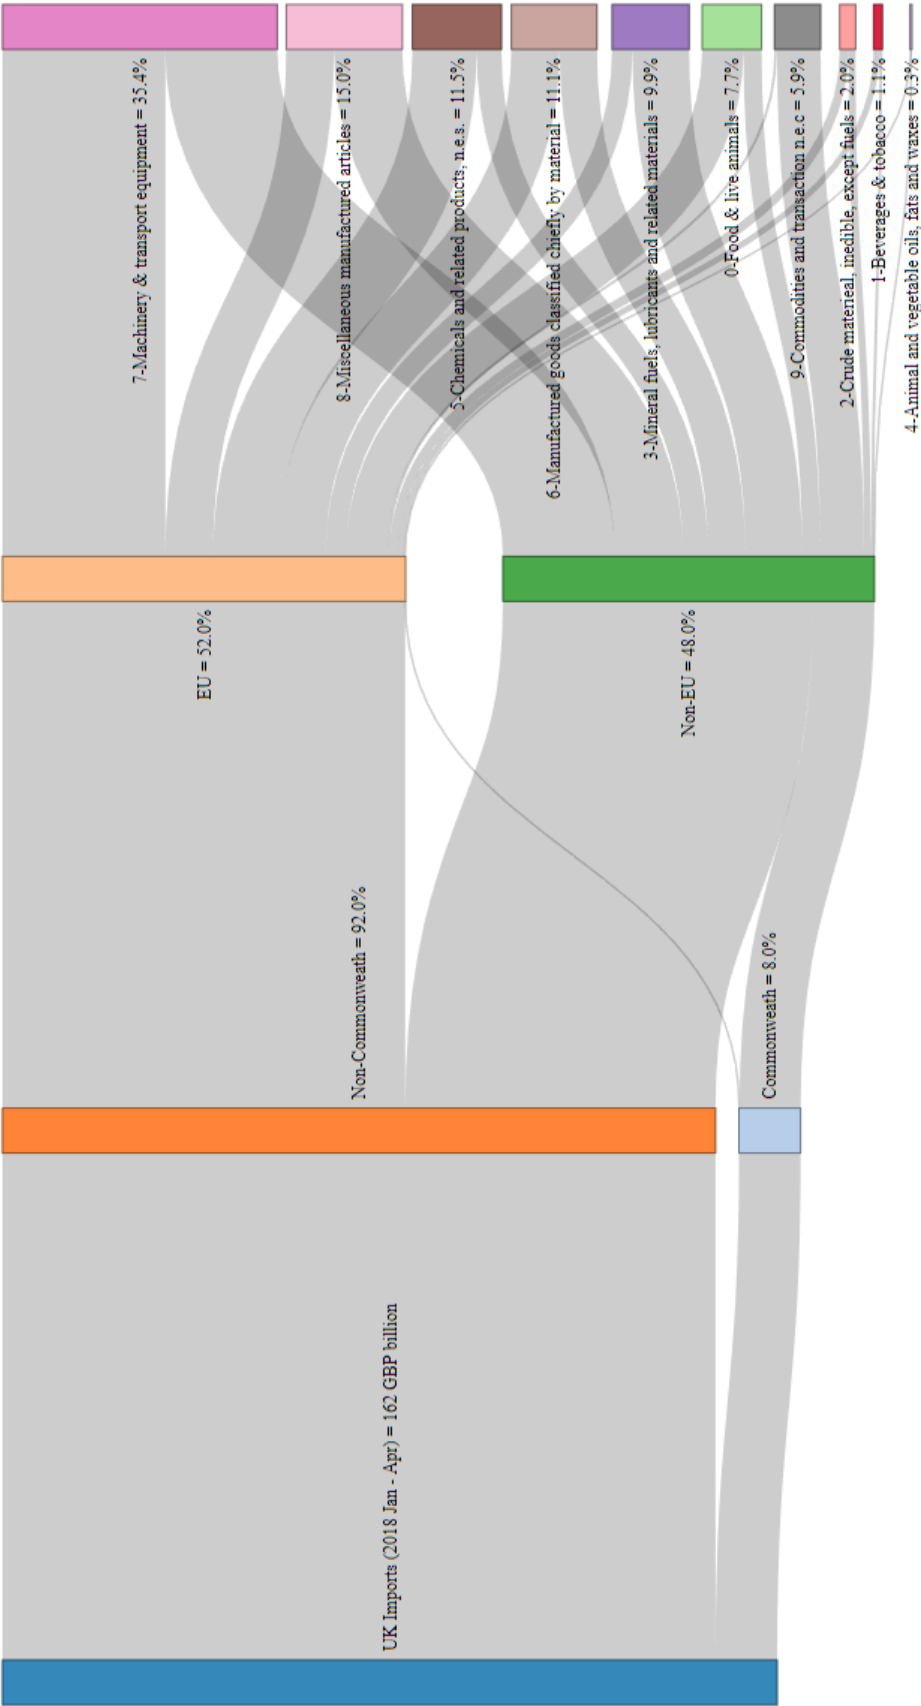 UK Imports (2018 Jan - Apr) = 162 GBP billion
Non-Commonweath = 92.0%
Commonweath = 8.0%
EU = 52.0%
Non-EU = 48.0%
7-Machinery & transport equipment = 35.4%
8-Miscellaneous manufactured articles = 15.0%
5-Chemicals and related products, n.e.s. = 11.5%
6-Manufactured goods classified chiefly by material = 11.1%
3-Mineral fuels, lubricants and related materials = 9.9%
0-Food & live animals = 7.7%
9-Commodities and transaction n.e.c = 5.9%
2-Crude materieal, inedible, except fuels = 2.0%
1-Beverages & tobacco = 1.1%
4-Animal and vegetable oils, fats and waxes = 0.3%